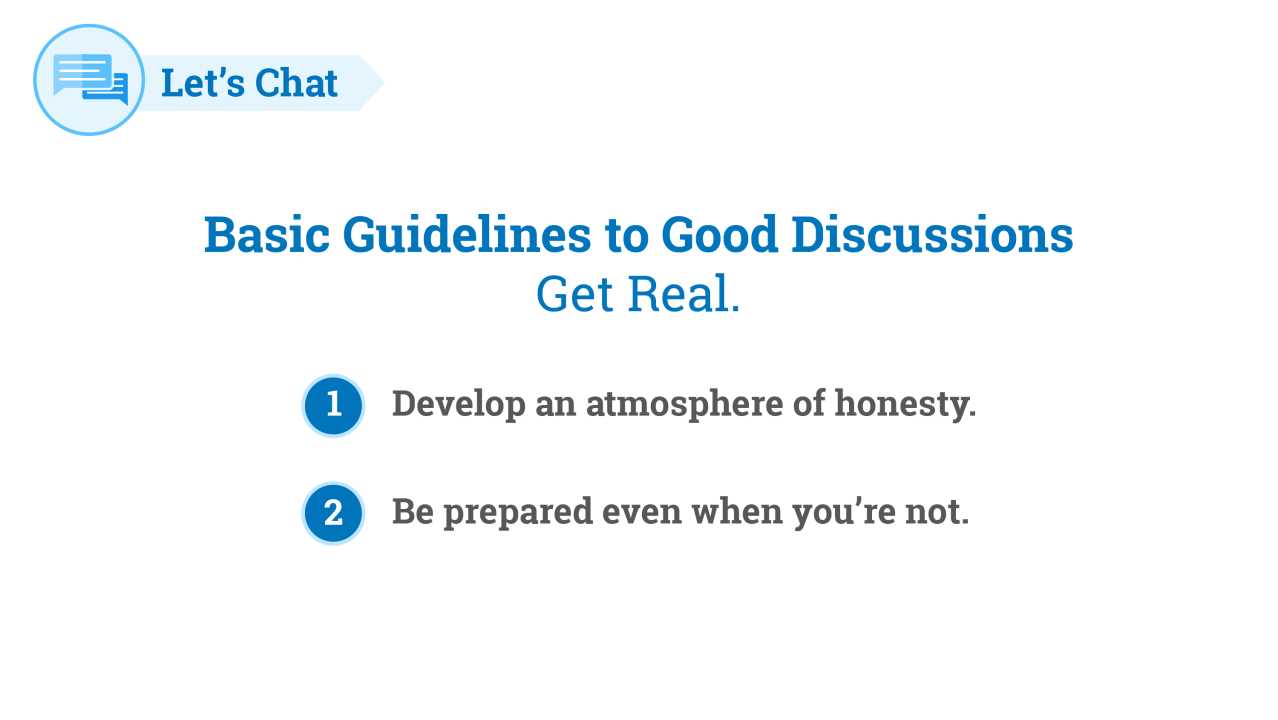 Let’s Chat
Basic Guidelines to Good Discussions
Get Real.
1 Develop an atmosphere of honesty.
2 Be prepared even when you’re not.